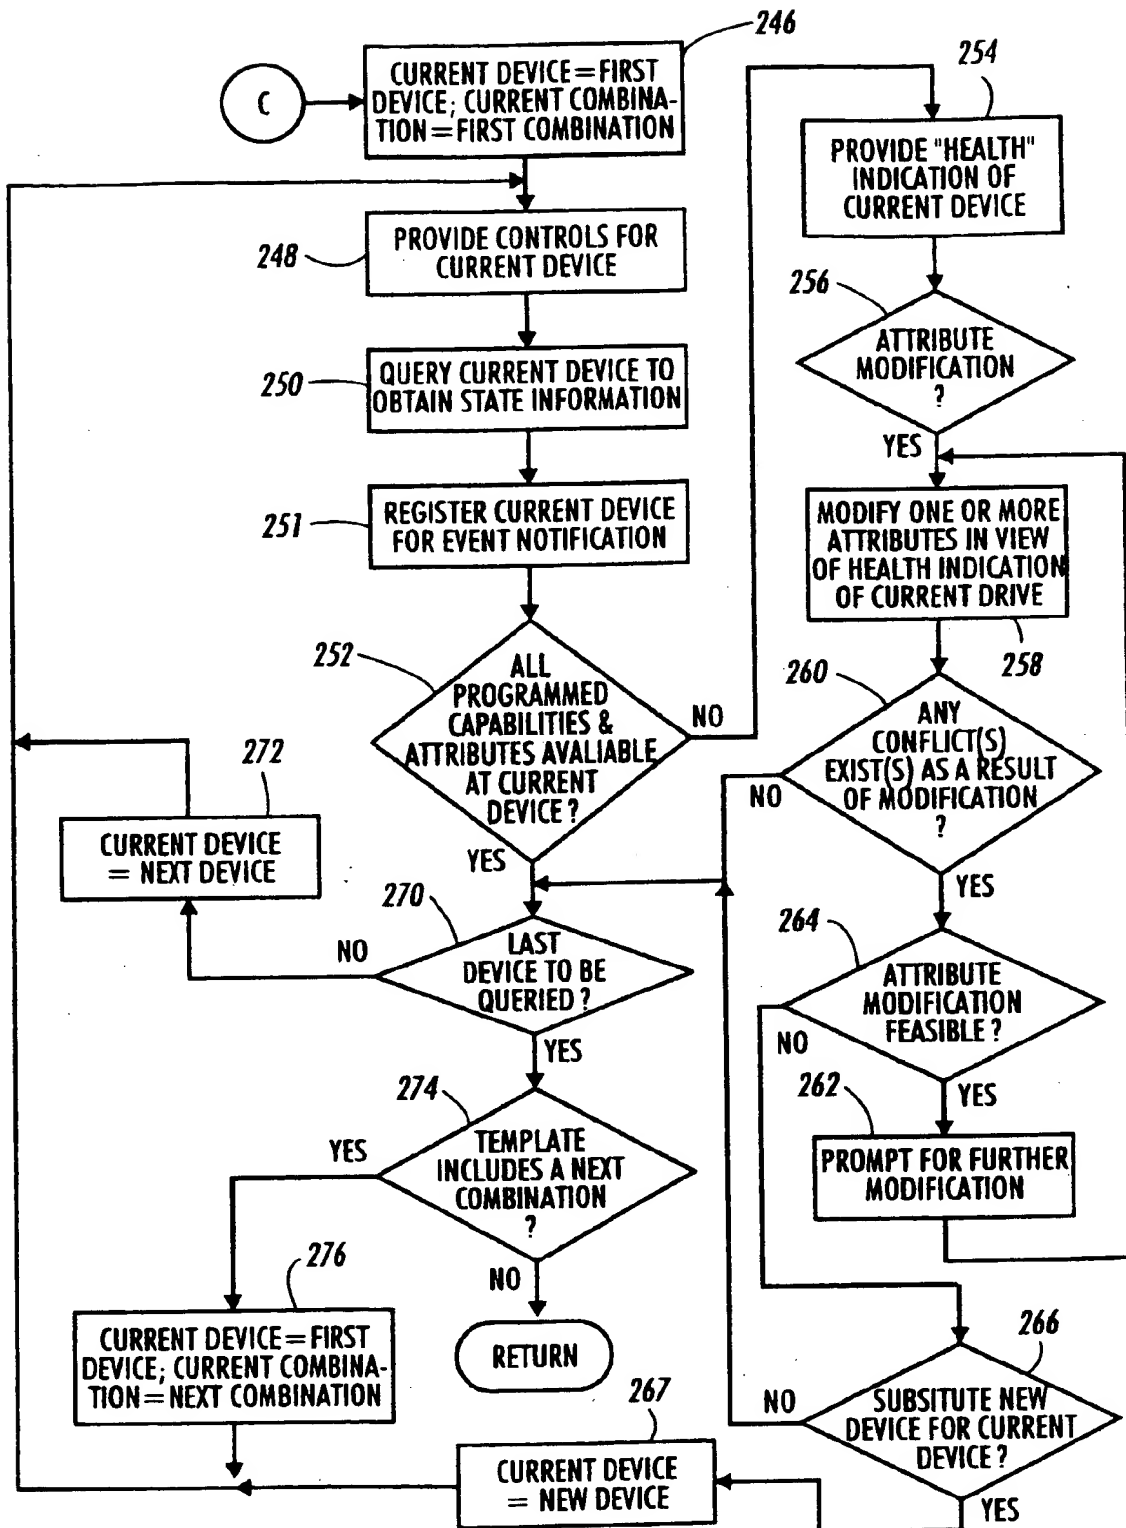 246
C
CURRENT DEVICE=FIRST
DEVICE; CURRENT COMBINA-
TION=FIRST COMBINATION
248
PROVIDE CONTROLS FOR
CURRENT DEVICE
250
QUERY CURRENT DEVICE TO
OBTAIN STATE INFORMATION
251
REGISTER CURRENT DEVICE
FOR EVENT NOTIFICATION
252
ALL
PROGRAMMED
CAPABILITIES &
ATTRIBUTES AVALIABLE
AT CURRENT
DEVICE ?
NO
YES
272
CURRENT DEVICE
= NEXT DEVICE
270
NO
LAST
DEVICE TO BE
QUERIED ?
YES
274
YES
TEMPLATE
INCLUDES A NEXT
COMBINATION
?
NO
RETURN
276
CURRENT DEVICE=FIRST
DEVICE; CURRENT COMBINA-
TION=NEXT COMBINATION
267
CURRENT DEVICE
= NEW DEVICE
254
PROVIDE "HEALTH"
INDICATION OF
CURRENT DEVICE
256
ATTRIBUTE
MODIFICATION
?
YES
MODIFY ONE OR MORE
ATTRIBUTES IN VIEW
OF HEALTH INDICATION
OF CURRENT DRIVE
258
260
ANY
CONFLICT(S)
EXIST(S) AS A RESULT
OF MODIFICATION
?
NO
YES
264
ATTRIBUTE
MODIFICATION
FEASIBLE ?
NO
YES
262
PROMPT FOR FURTHER
MODIFICATION
266
NO
SUBSITUTE NEW
DEVICE FOR CURRENT
DEVICE ?
YES